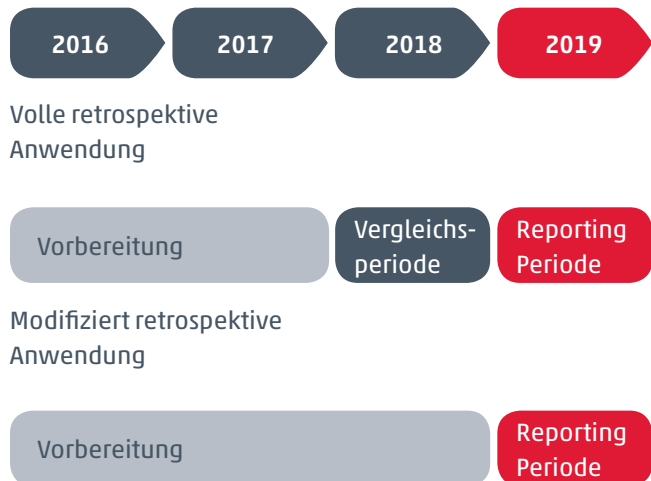 2016 2017 2018 2019
Volle retrospektive
Anwendung
Vorbereitung
Vergleichs-
periode
Reporting
Periode
Modifiziert retrospektive
Anwendung
Vorbereitung
Reporting
Periode